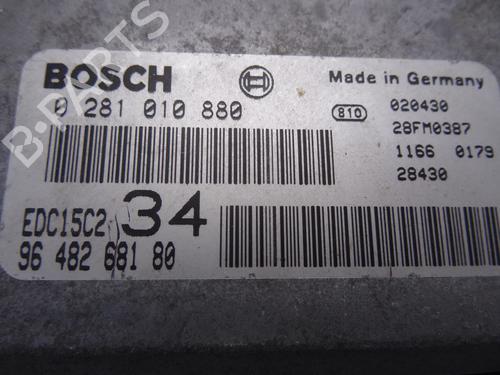 B-PARTS
BOSCH
Made in Germany
0 281 010 880
810
020430
28FM0387
1166 0179
28430
EDC15C2 34
96 482 681 80